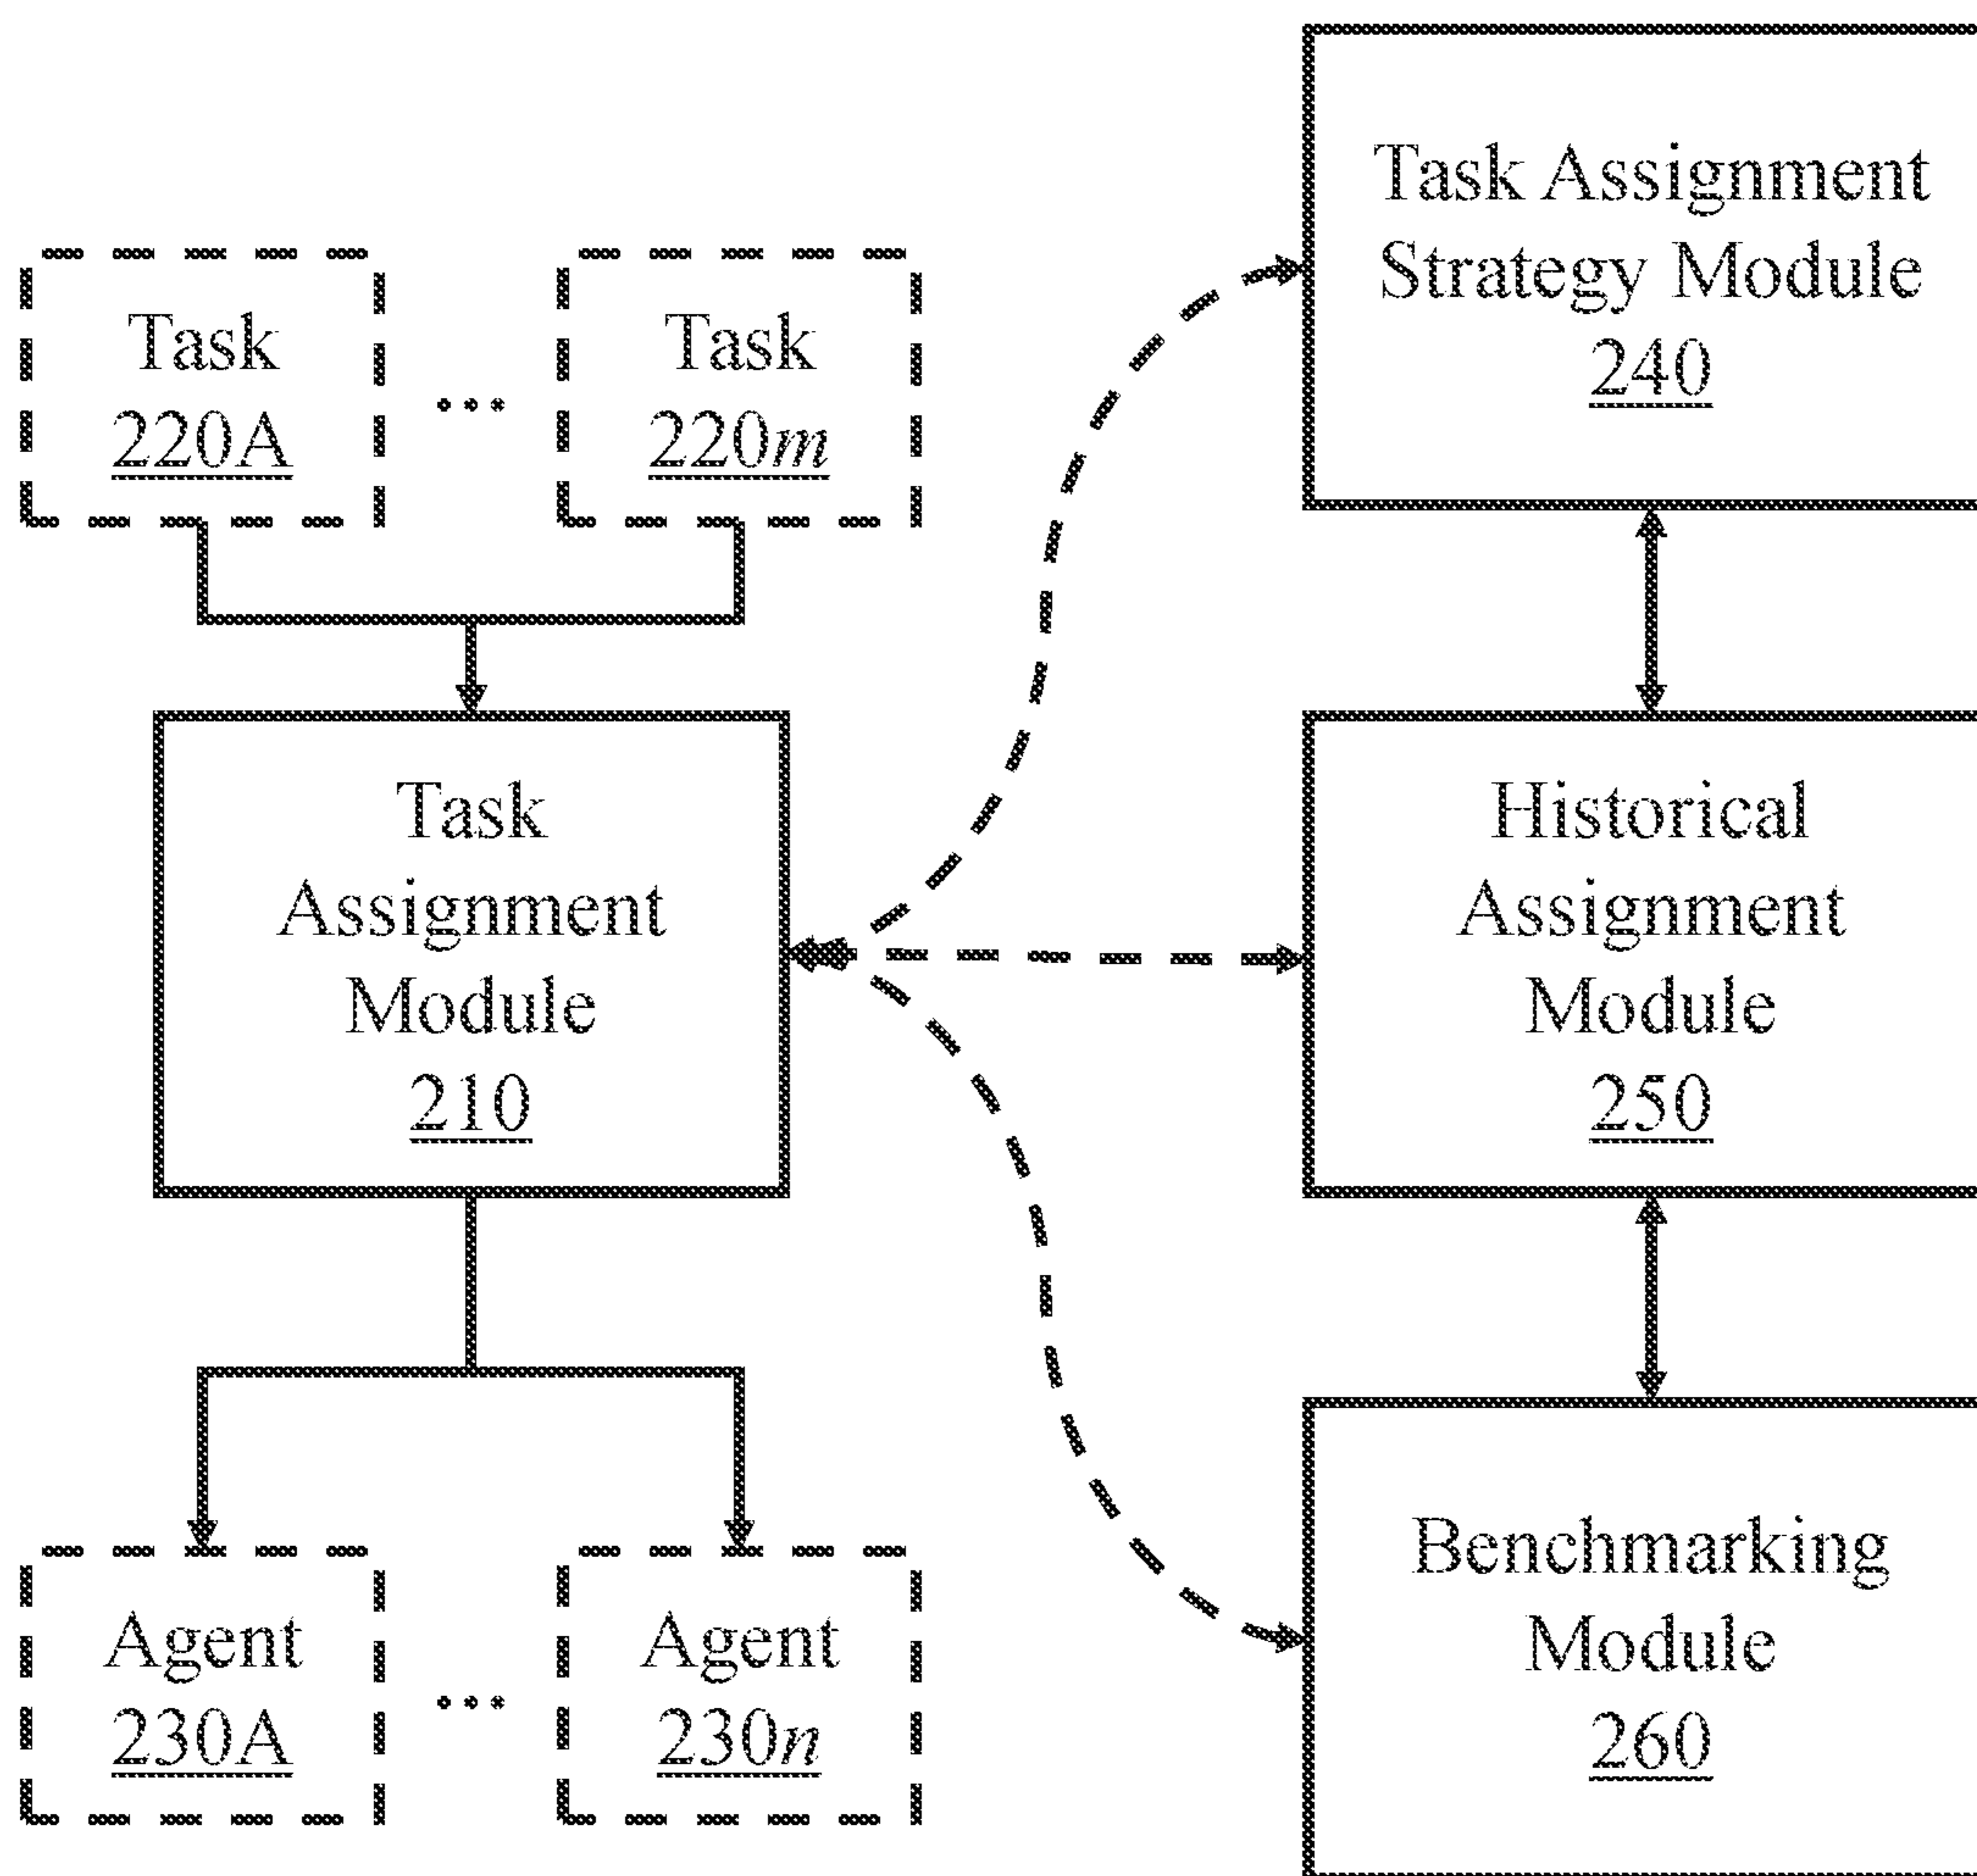 Task Assignment
Strategy Module
240
Task
220A
...
Task
220m
Task
Assignment
Module
210
Historical
Assignment
Module
250
Agent
230A
...
Agent
230n
Benchmarking
Module
260